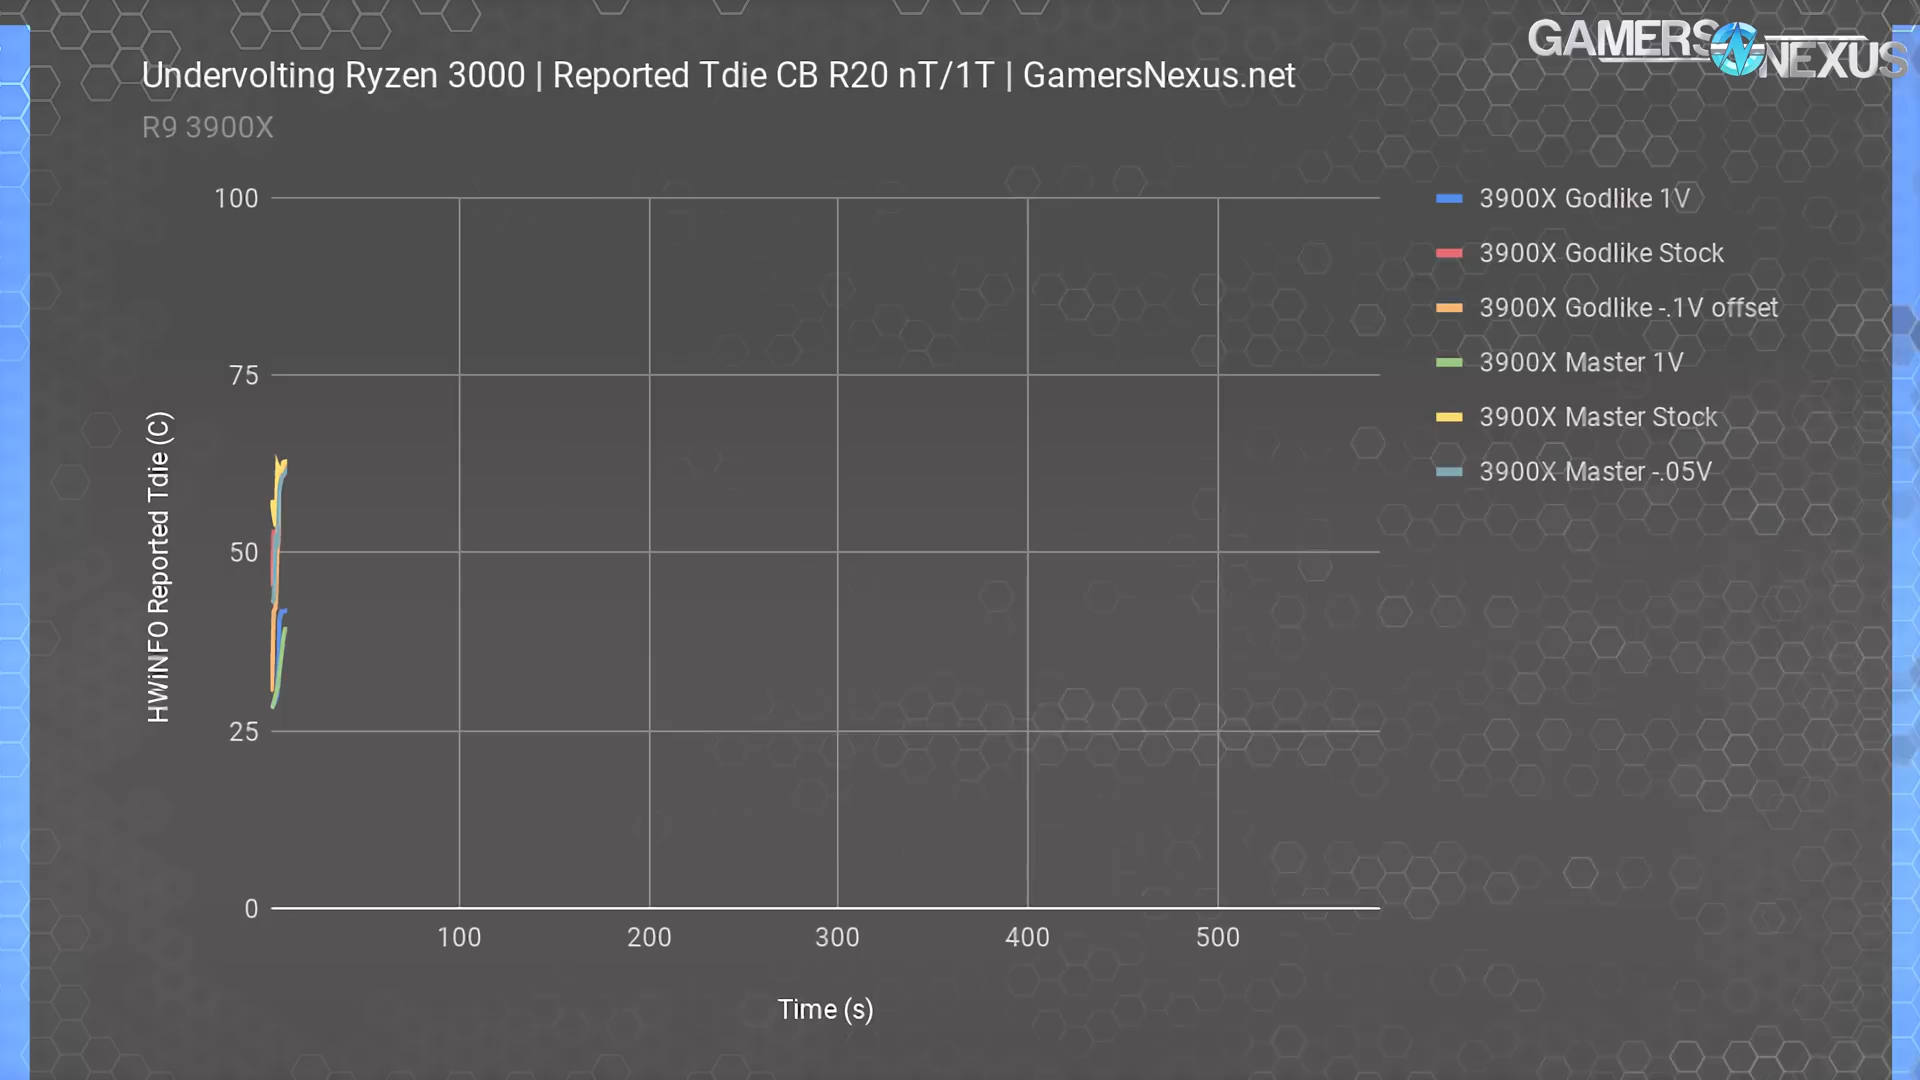 GAMERS NEXUS
Undervolting Ryzen 3000 | Reported Tdie CB R20 nT/1T | GamersNexus.net
R9 3900X
100
75
50
25
0
HWiNFO Reported Tdie (C)
100 200 300 400 500
Time (s)
3900X Godlike 1V
3900X Godlike Stock
3900X Godlike -.1V offset
3900X Master 1V
3900X Master Stock
3900X Master -.05V